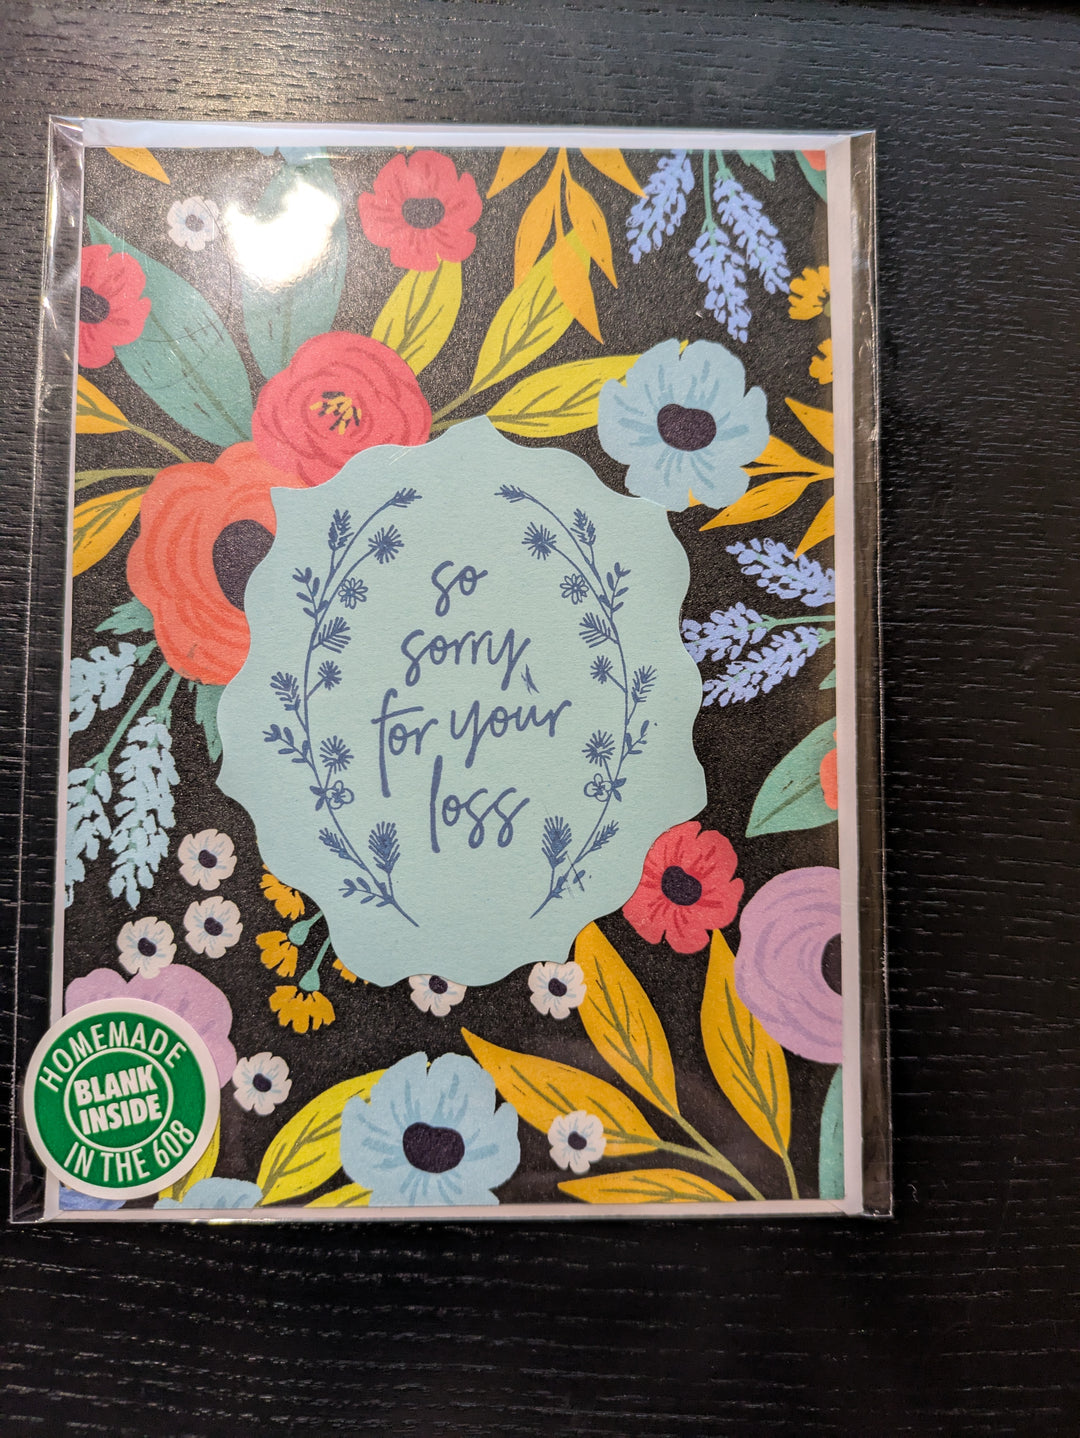 so
sorry
for your
loss
HOMEMADE
BLANK
INSIDE
IN THE 608